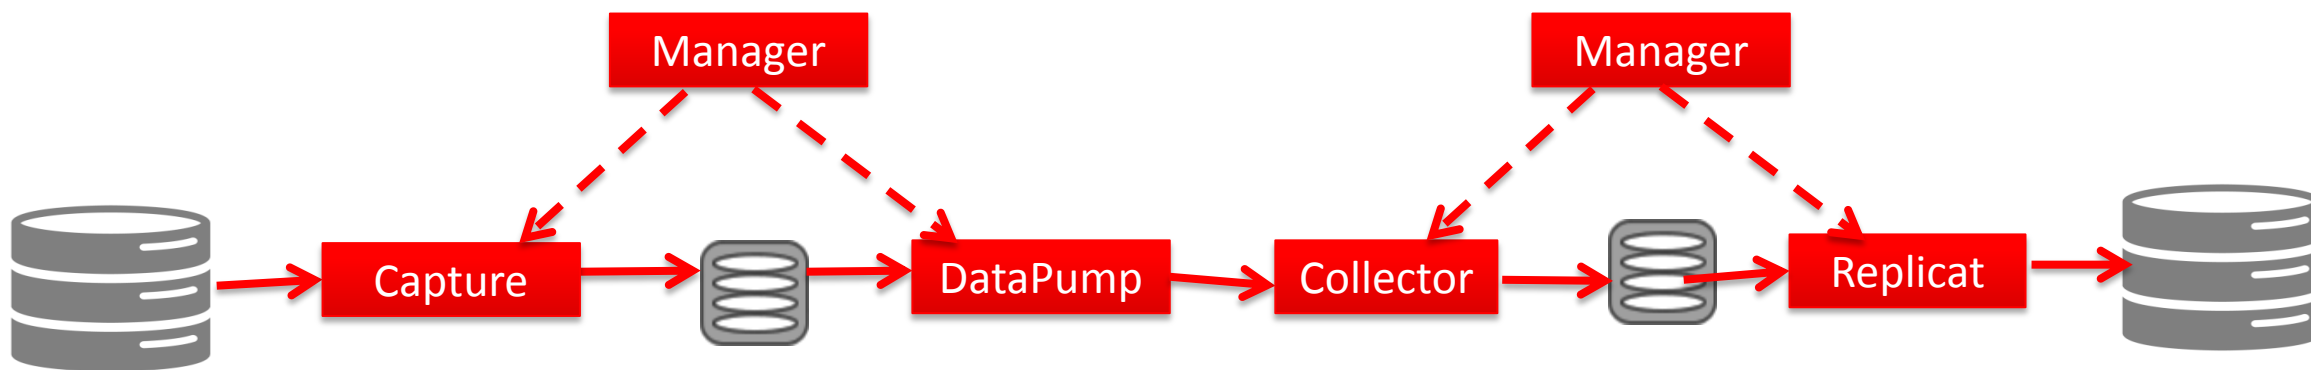 Manager
Manager
Capture
DataPump
Collector
Replicat